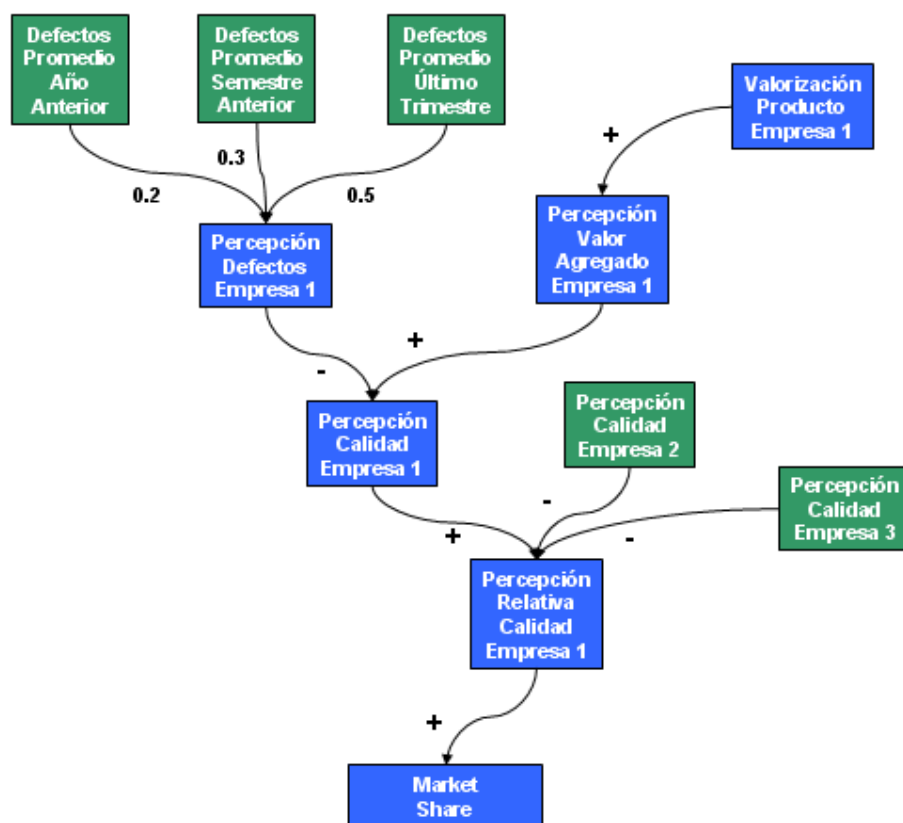 Defectos
Promedio
Año
Anterior
Defectos
Promedio
Semestre
Anterior
Defectos
Promedio
Último
Trimestre
Valorización
Producto
Empresa 1
+
0.3
0.2
0.5
Percepción
Defectos
Empresa 1
Percepción
Valor
Agregado
Empresa 1
-
+
Percepción
Calidad
Empresa 1
Percepción
Calidad
Empresa 2
Percepción
Calidad
Empresa 3
+
-
-
Percepción
Relativa
Calidad
Empresa 1
+
Market
Share